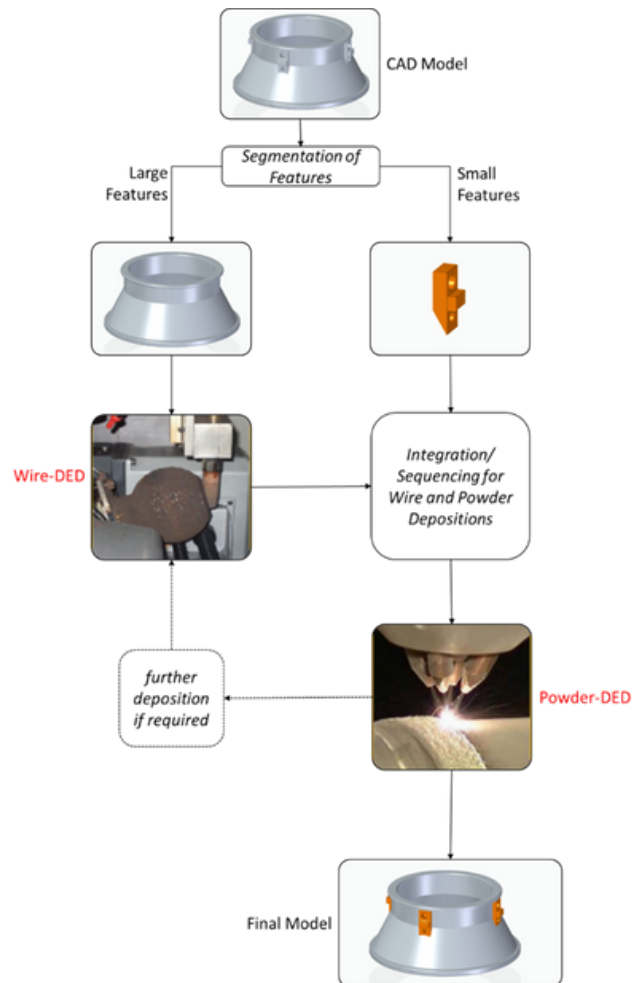 CAD Model
Segmentation of
Features
Large
Features
Small
Features
Wire-DED
Integration/
Sequencing for
Wire and Powder
Depositions
further
deposition
if required
Powder-DED
Final Model